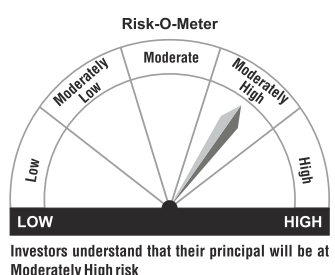 Risk-O-Meter
Low
Moderately
Low
Moderate
Moderately
High
High
LOW
HIGH
Investors understand that their principal will be at
Moderately High risk